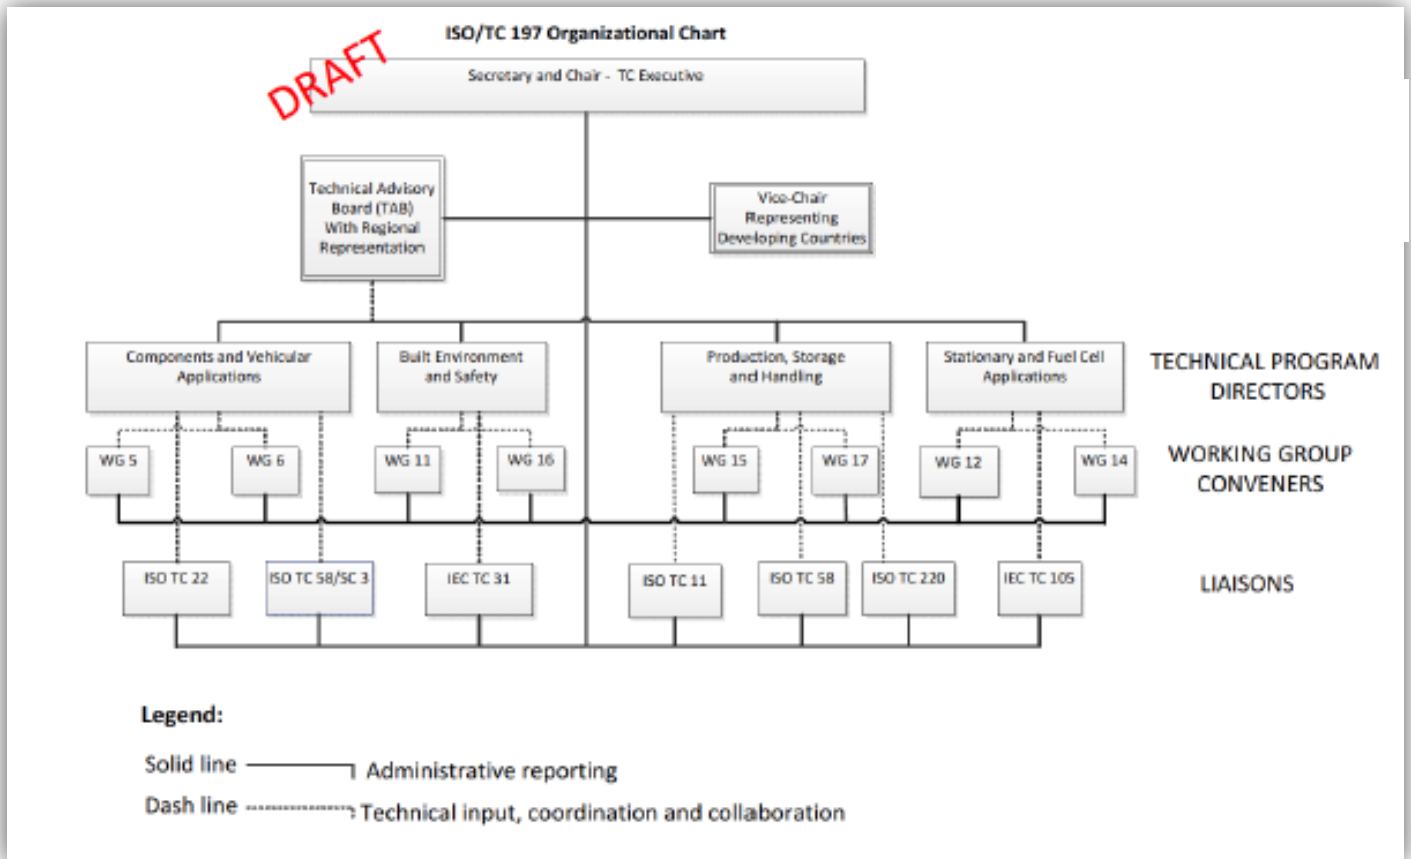 ISO/TC 197 Organizational Chart
DRAFT
Secretary and Chair - TC Executive
Technical Advisory
Board (TAB)
With Regional
Representation
Vice-Chair
Representing
Developing Countries
Components and Vehicular
Applications
Built Environment
and Safety
Production, Storage
and Handling
Stationary and Fuel Cell
Applications
TECHNICAL PROGRAM
DIRECTORS
WG 5
WG 6
WG 11
WG 16
WG 15
WG 17
WG 12
WG 14
WORKING GROUP
CONVENERS
ISO TC 22
ISO TC 58/SC 3
IEC TC 31
ISO TC 11
ISO TC 58
ISO TC 220
IEC TC 105
LIAISONS
Legend:
Solid line
Administrative reporting
Dash line
Technical input, coordination and collaboration